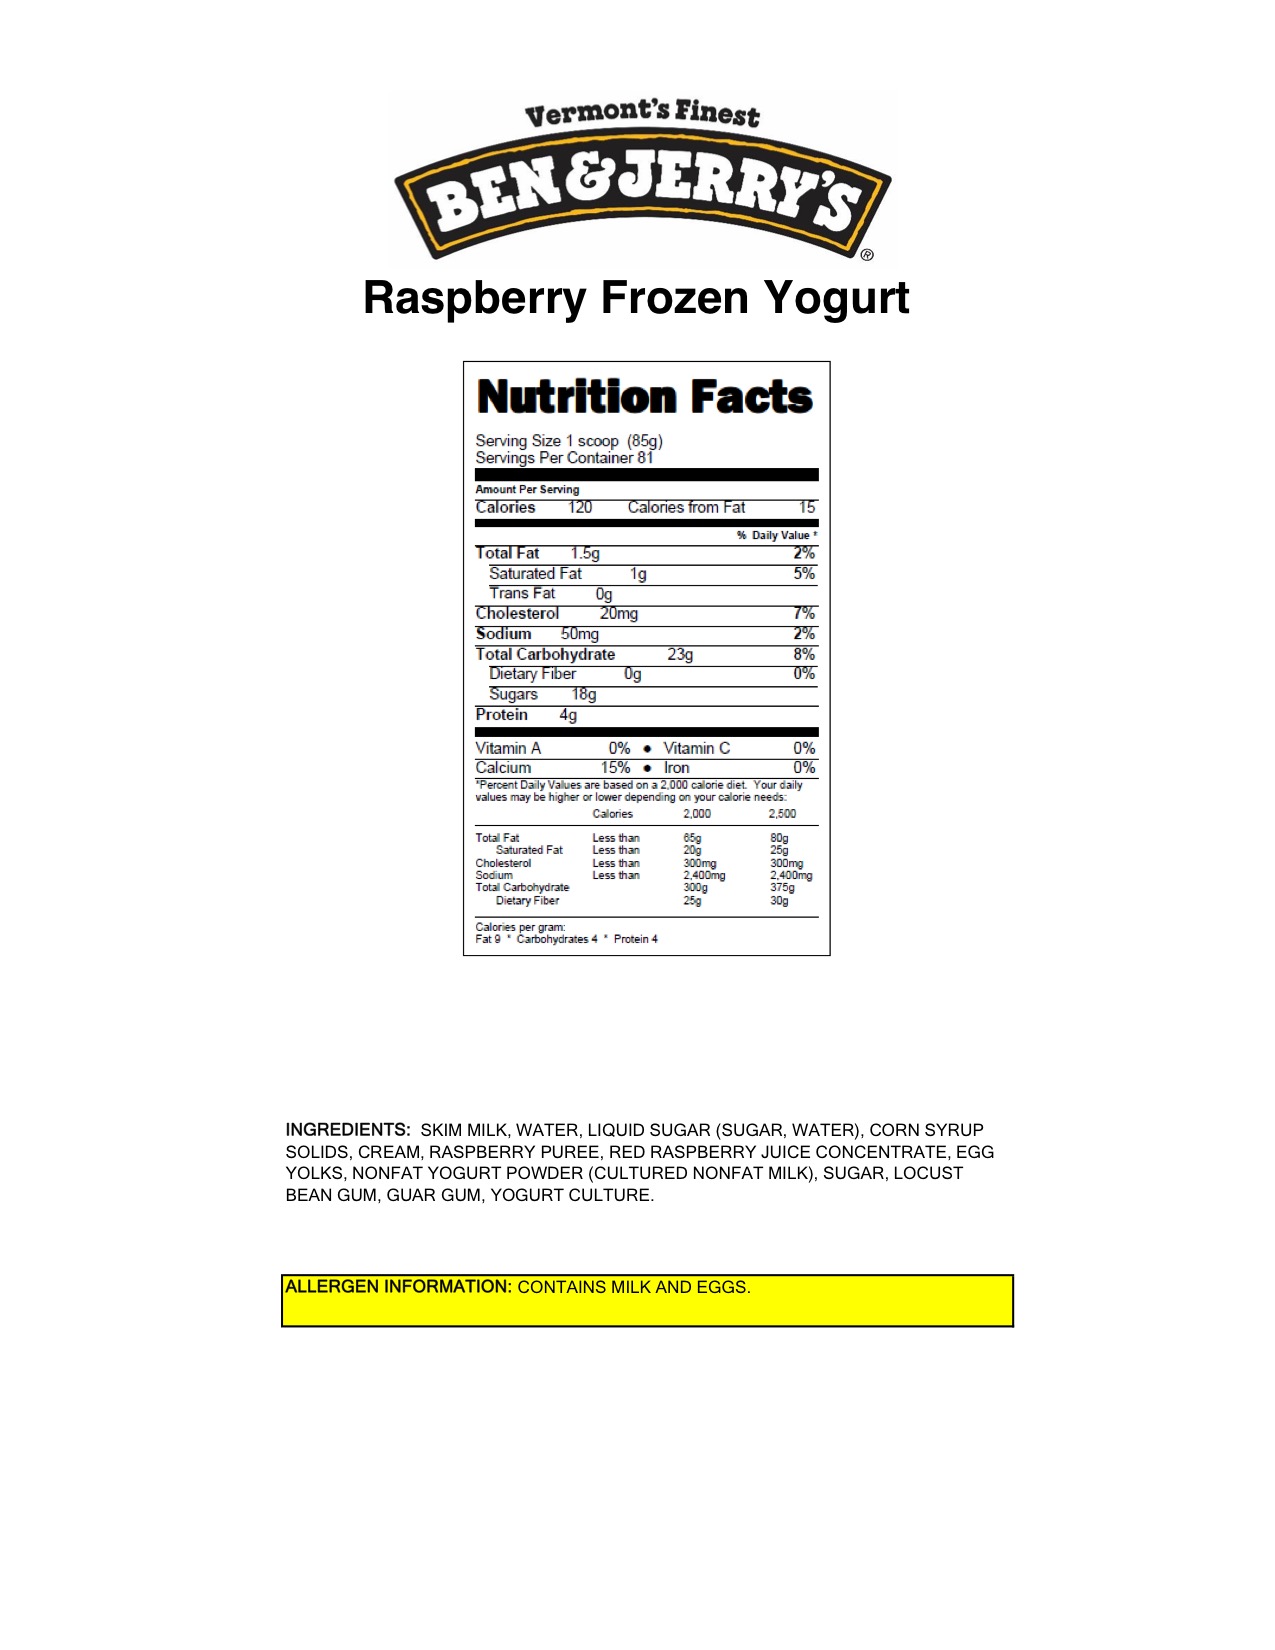 Vermont's Finest
BEN & JERRY'S
®
Raspberry Frozen Yogurt
Nutrition Facts
Serving Size 1 scoop (85g)
Servings Per Container 81
Amount Per Serving
Calories 120 Calories from Fat 15
% Daily Value *
Total Fat 1.5g 2%
Saturated Fat 1g 5%
Trans Fat 0g
Cholesterol 20mg 7%
Sodium 50mg 2%
Total Carbohydrate 23g 8%
Dietary Fiber 0g 0%
Sugars 18g
Protein 4g
Vitamin A 0% ● Vitamin C 0%
Calcium 15% ● Iron 0%
*Percent Daily Values are based on a 2,000 calorie diet. Your daily
values may be higher or lower depending on your calorie needs:
Calories 2,000 2,500
Total Fat Less than 65g 80g
Saturated Fat Less than 20g 25g
Cholesterol Less than 300mg 300mg
Sodium Less than 2,400mg 2,400mg
Total Carbohydrate 300g 375g
Dietary Fiber 25g 30g
Calories per gram:
Fat 9 * Carbohydrates 4 * Protein 4
INGREDIENTS: SKIM MILK, WATER, LIQUID SUGAR (SUGAR, WATER), CORN SYRUP
SOLIDS, CREAM, RASPBERRY PUREE, RED RASPBERRY JUICE CONCENTRATE, EGG
YOLKS, NONFAT YOGURT POWDER (CULTURED NONFAT MILK), SUGAR, LOCUST
BEAN GUM, GUAR GUM, YOGURT CULTURE.
ALLERGEN INFORMATION: CONTAINS MILK AND EGGS.